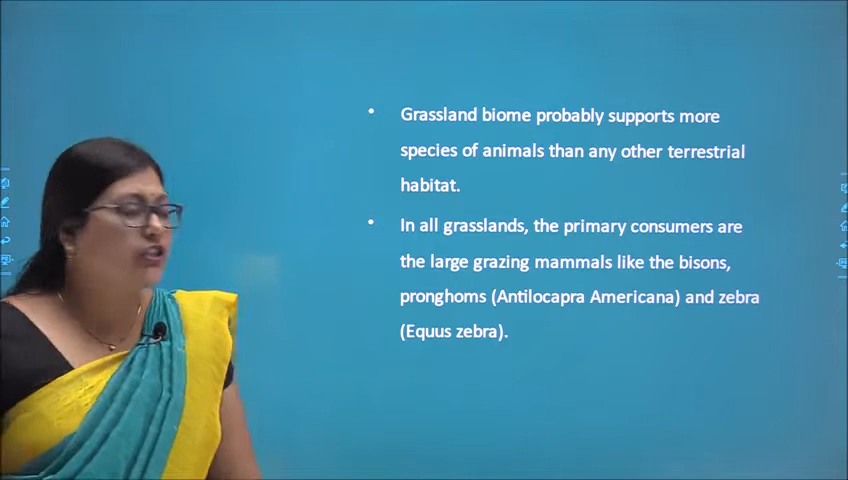 • Grassland biome probably supports more
species of animals than any other terrestrial
habitat.
• In all grasslands, the primary consumers are
the large grazing mammals like the bisons,
pronghoms (Antilocapra Americana) and zebra
(Equus zebra).